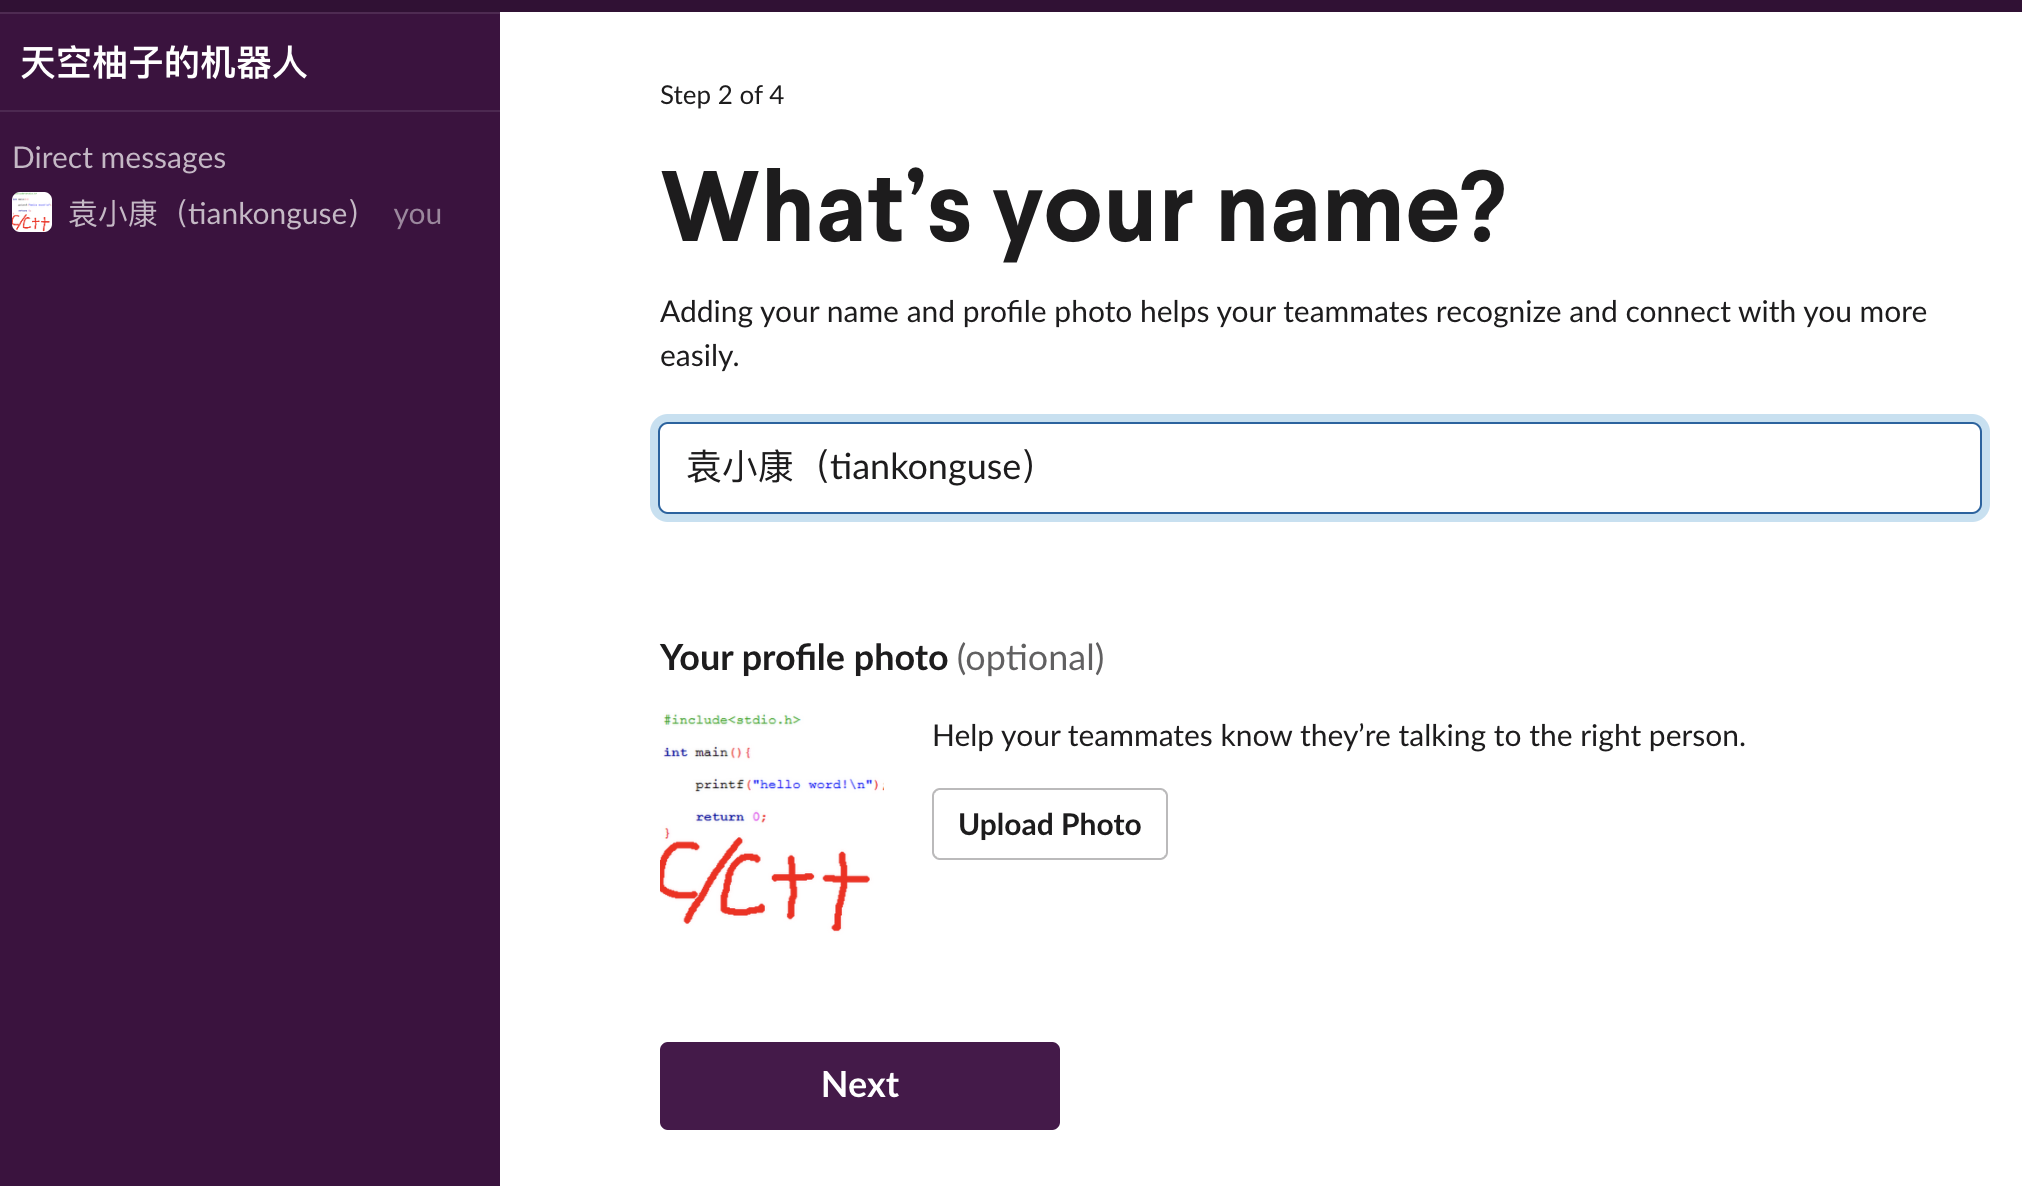 天空柚子的机器人
Direct messages
袁小康（tiankonguse） you
Step 2 of 4
What’s your name?
Adding your name and profile photo helps your teammates recognize and connect with you more
easily.
袁小康（tiankonguse）
Your profile photo (optional)
#include<stdio.h>
int main(){
printf("hello word!\n");
return 0;
}
C/C++
Help your teammates know they’re talking to the right person.
Upload Photo
Next